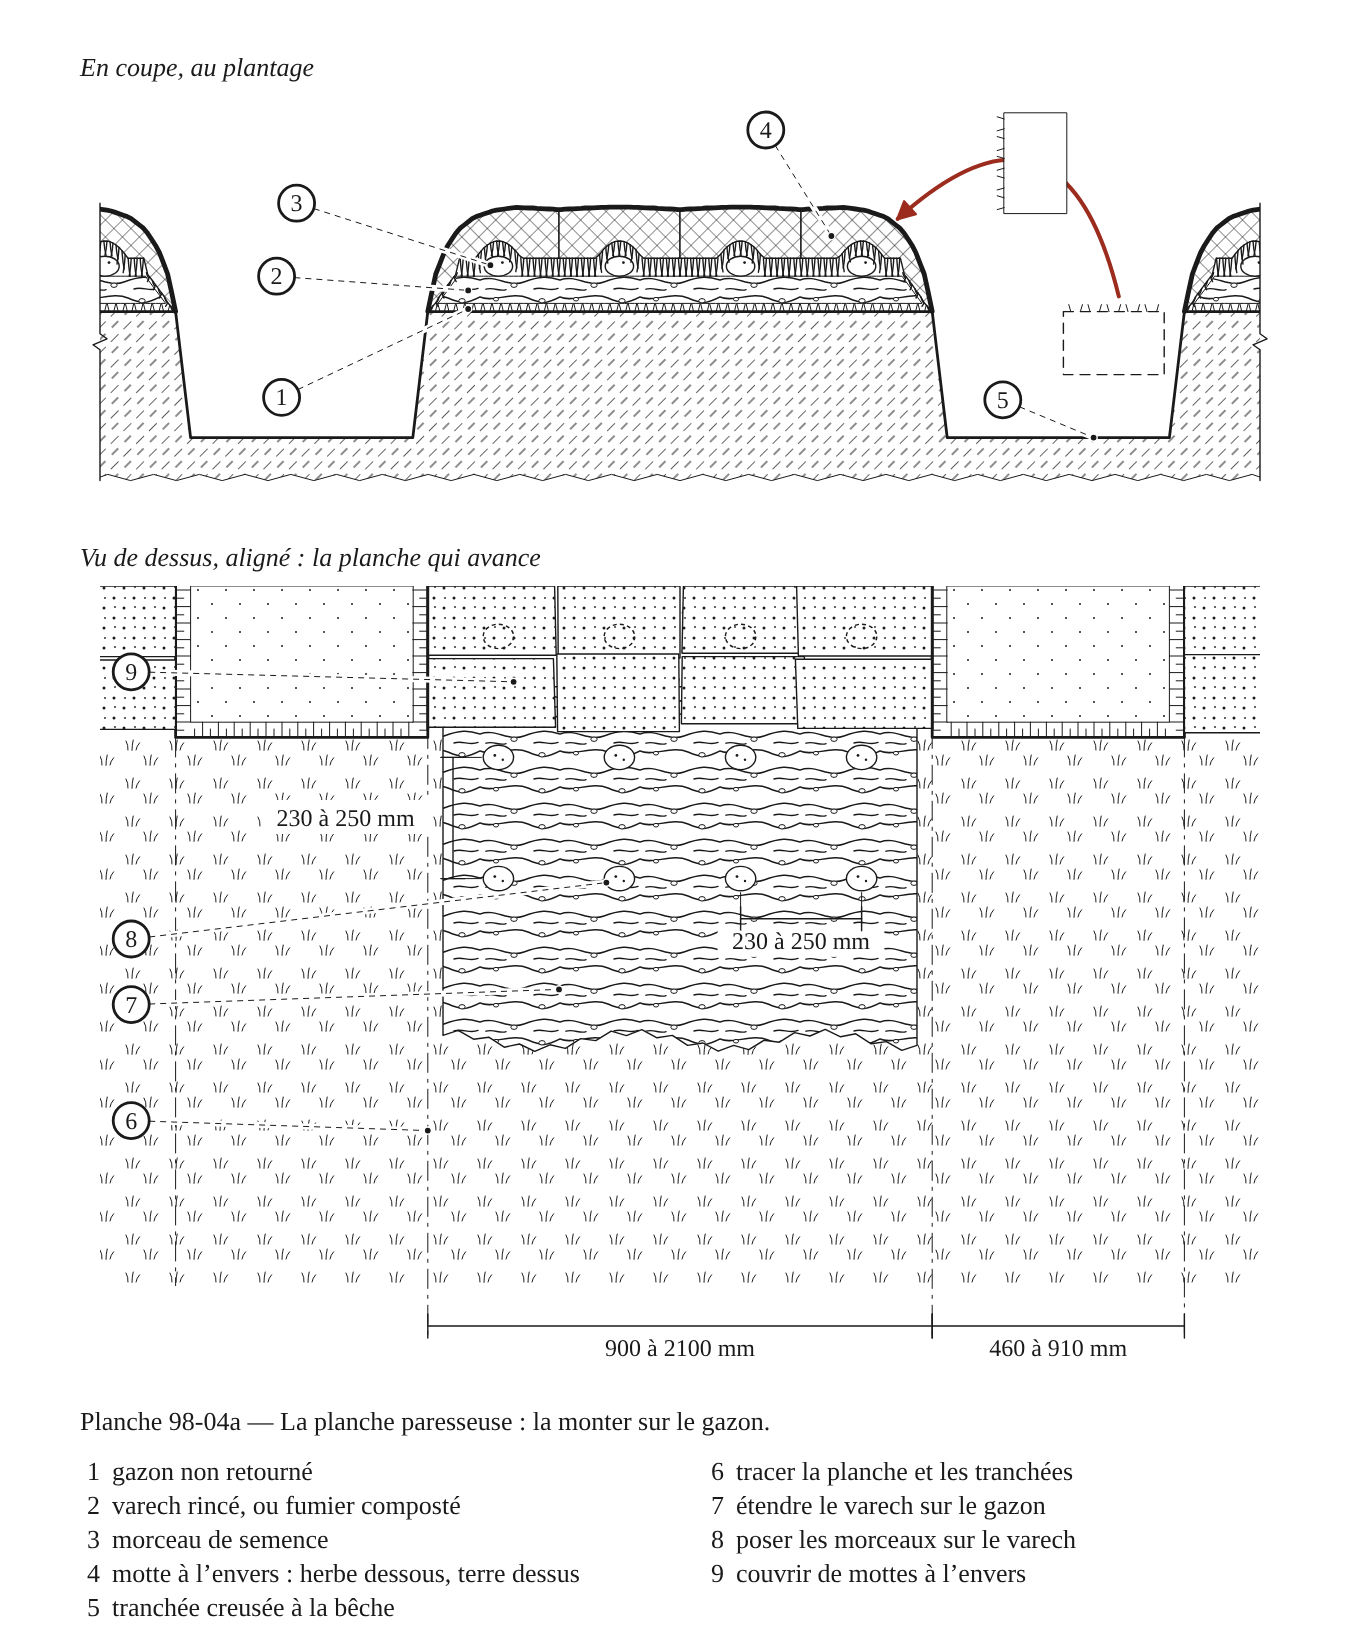 En coupe, au plantage
4
3
2
1
5
Vu de dessus, aligné : la planche qui avance
9
230 à 250 mm
8
230 à 250 mm
7
6
900 à 2100 mm
460 à 910 mm
Planche 98-04a — La planche paresseuse : la monter sur le gazon.
1 gazon non retourné
2 varech rincé, ou fumier composté
3 morceau de semence
4 motte à l’envers : herbe dessous, terre dessus
5 tranchée creusée à la bêche
6 tracer la planche et les tranchées
7 étendre le varech sur le gazon
8 poser les morceaux sur le varech
9 couvrir de mottes à l’envers